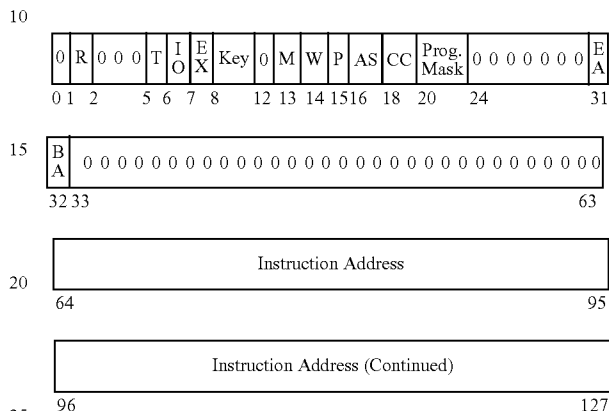 10
0 R 0 0 0 T IO EX Key 0 M W P AS CC Prog. Mask 0 0 0 0 0 0 0 EA
0 1 2 5 6 7 8 12 13 14 15 16 18 20 24 31
15
BA 0 0 0 0 0 0 0 0 0 0 0 0 0 0 0 0 0 0 0 0 0 0 0 0 0 0 0 0 0 0 0
32 33 63
Instruction Address
20
64 95
Instruction Address (Continued)
96 127